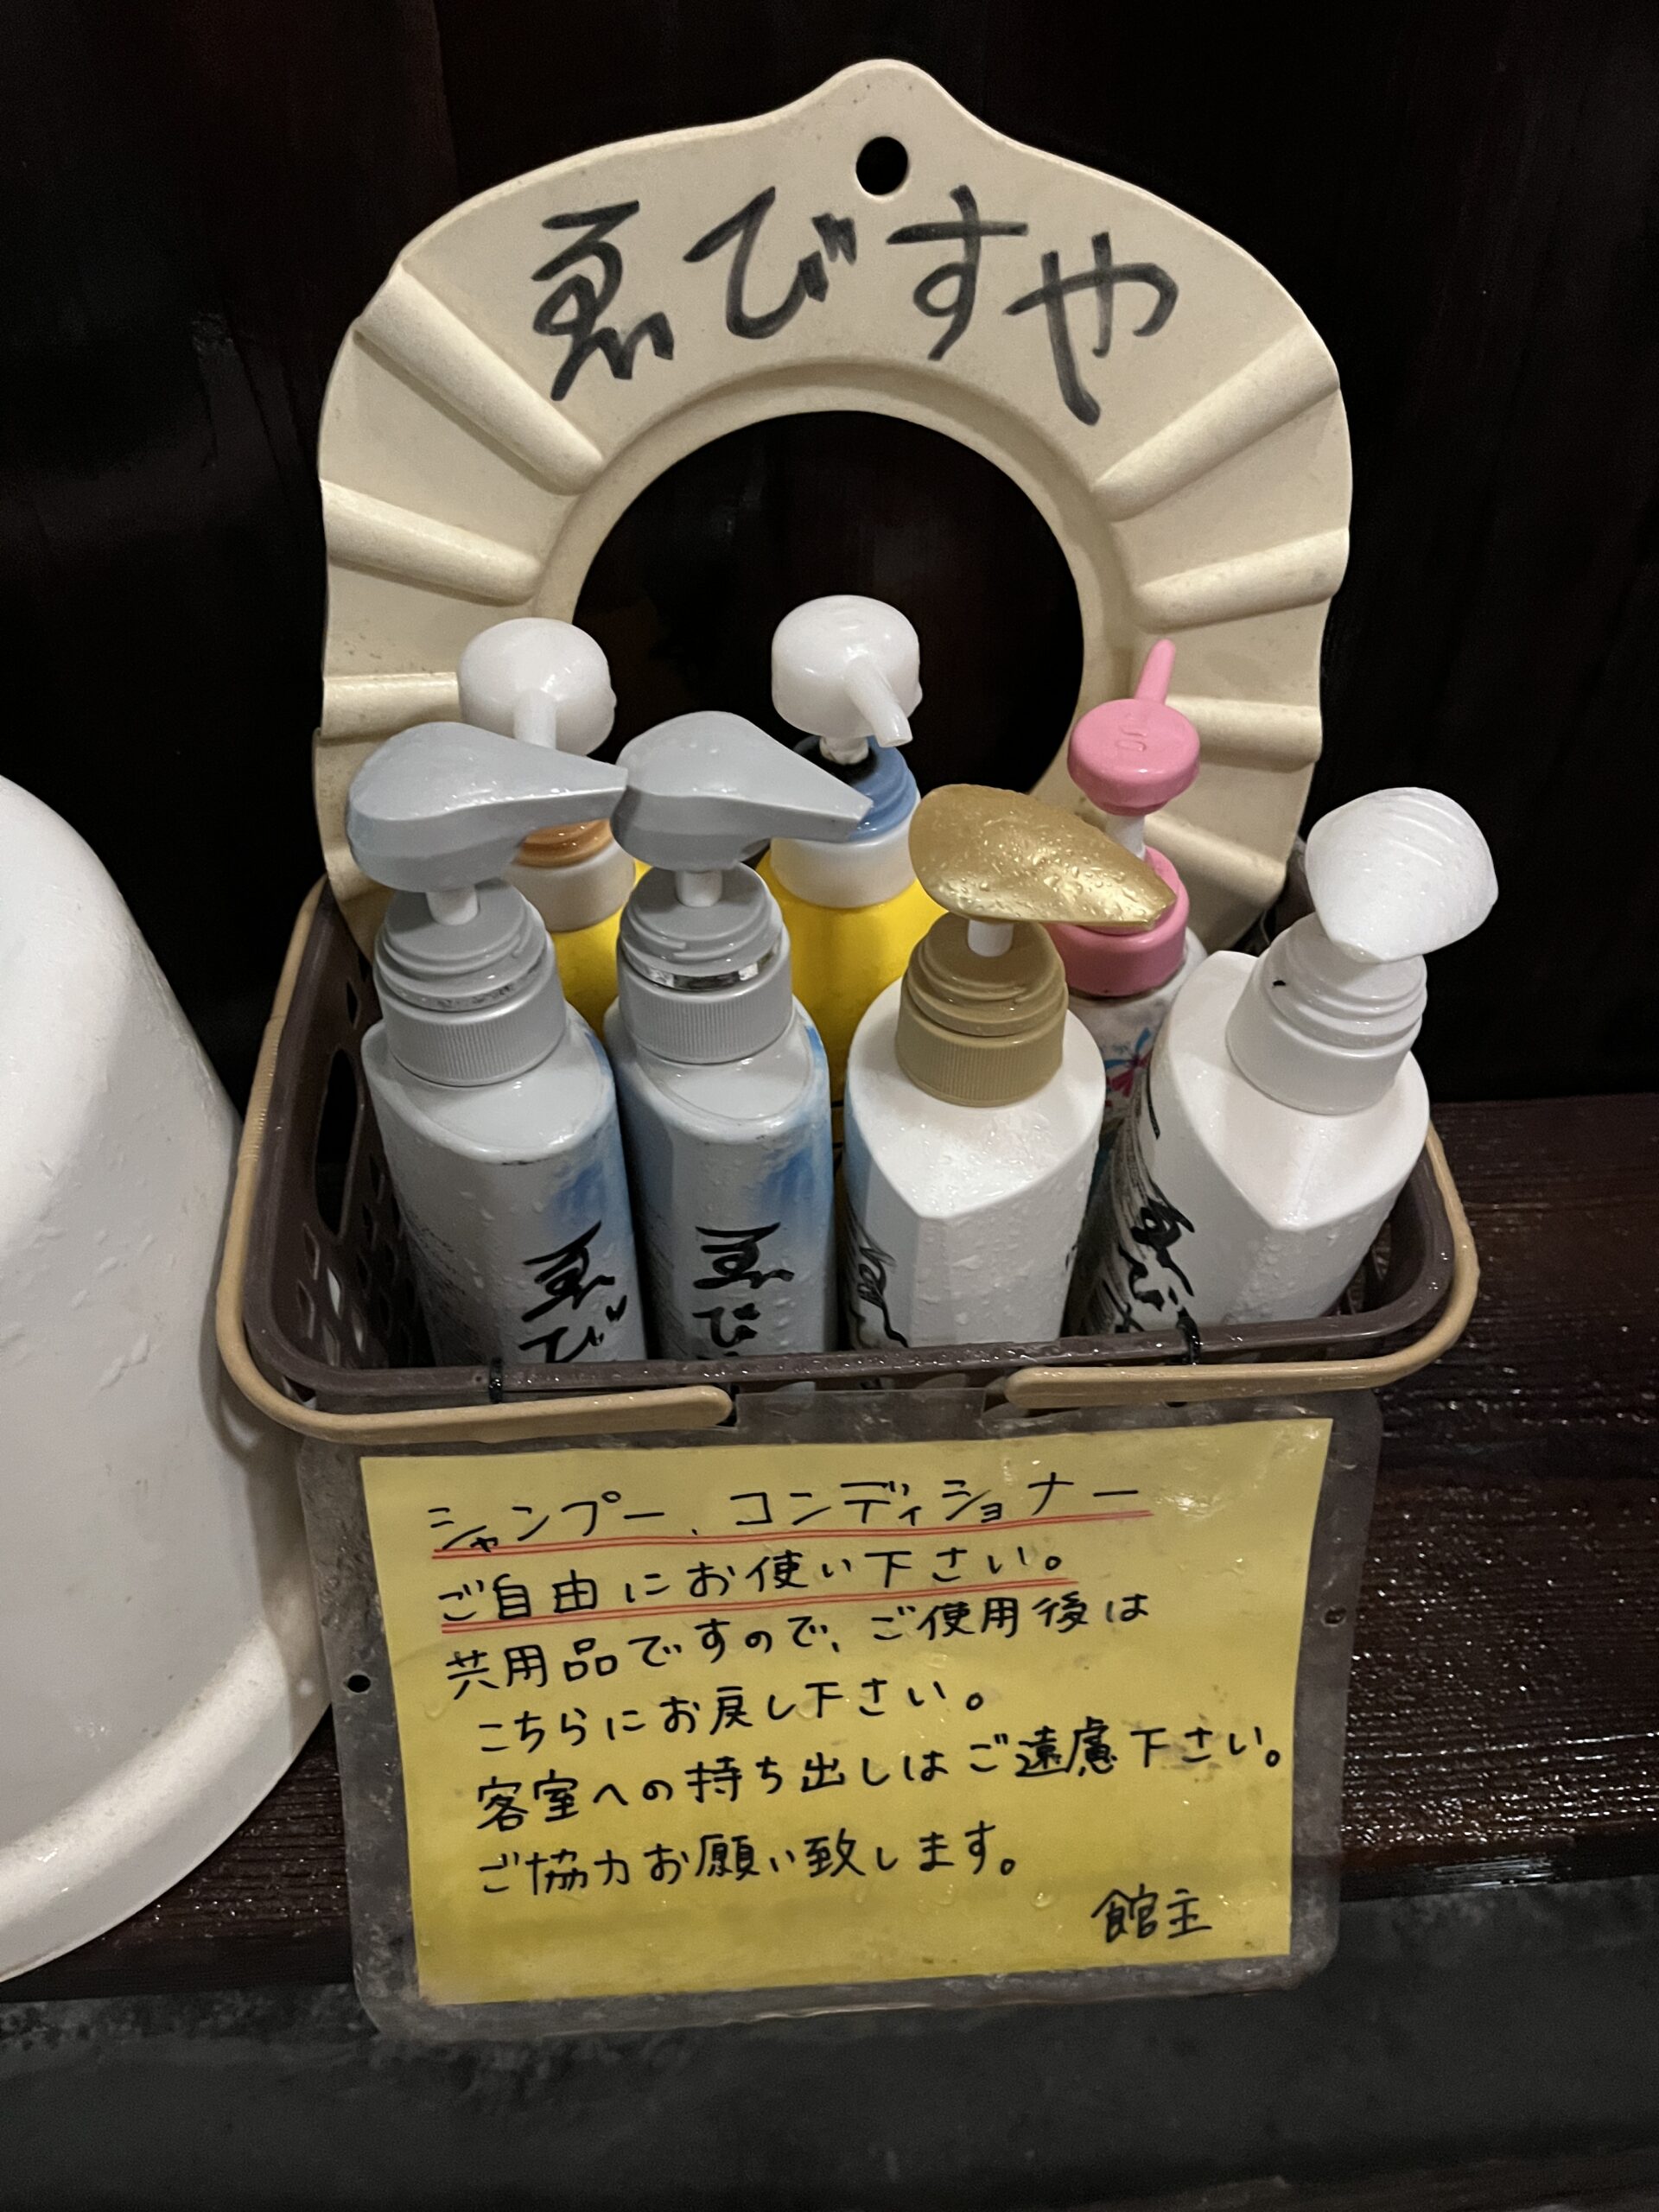 ゑびすや
ゑび
ゑび
シャンプー、コンディショナー
ご自由にお使い下さい。
共用品ですので、ご使用後は
こちらにお戻し下さい。
客室への持ち出しはご遠慮下さい。
ご協力お願い致します。
館主